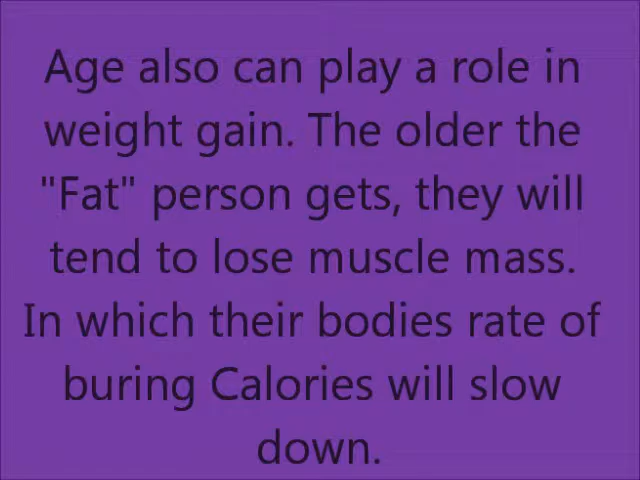 Age also can play a role in
weight gain. The older the
"Fat" person gets, they will
tend to lose muscle mass.
In which their bodies rate of
buring Calories will slow
down.